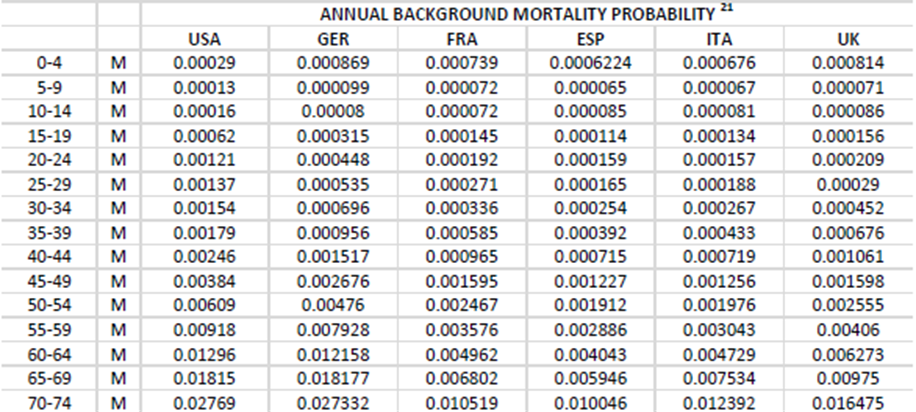 ANNUAL BACKGROUND MORTALITY PROBABILITY 21
USA GER FRA ESP ITA UK
0-4 M 0.00029 0.000869 0.000739 0.0006224 0.000676 0.000814
5-9 M 0.00013 0.000099 0.000072 0.000065 0.000067 0.000071
10-14 M 0.00016 0.00008 0.000072 0.000085 0.000081 0.000086
15-19 M 0.00062 0.000315 0.000145 0.000114 0.000134 0.000156
20-24 M 0.00121 0.000448 0.000192 0.000159 0.000157 0.000209
25-29 M 0.00137 0.000535 0.000271 0.000165 0.000188 0.00029
30-34 M 0.00154 0.000696 0.000336 0.000254 0.000267 0.000452
35-39 M 0.00179 0.000956 0.000585 0.000392 0.000433 0.000676
40-44 M 0.00246 0.001517 0.000965 0.000715 0.000719 0.001061
45-49 M 0.00384 0.002676 0.001595 0.001227 0.001256 0.001598
50-54 M 0.00609 0.00476 0.002467 0.001912 0.001976 0.002555
55-59 M 0.00918 0.007928 0.003576 0.002886 0.003043 0.00406
60-64 M 0.01296 0.012158 0.004962 0.004043 0.004729 0.006273
65-69 M 0.01815 0.018177 0.006802 0.005946 0.007534 0.00975
70-74 M 0.02769 0.027332 0.010519 0.010046 0.012392 0.016475